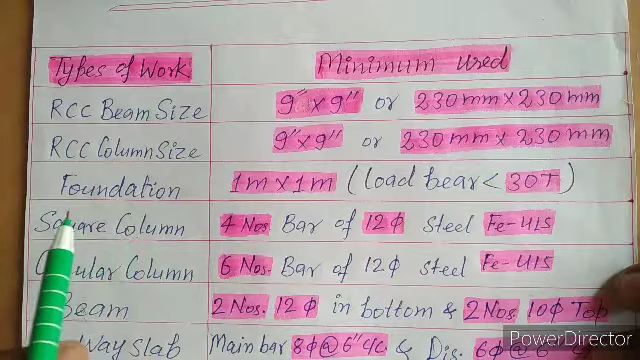 Types of Work Minimum Used
RCC Beam Size 9" x 9" or 230mm x 230mm
RCC Column Size 9" x 9" or 230mm x 230mm
Foundation 1m x 1m (load bear < 30T)
Square Column 4 Nos. Bar of 12ϕ Steel Fe-415
Column 6 Nos. Bar of 12ϕ steel Fe-415
Beam 2 Nos. 12ϕ in bottom & 2 Nos. 10ϕ Top
Way Slab Main bar 8ϕ@6"c/c & Dis. 6ϕ@
PowerDirector